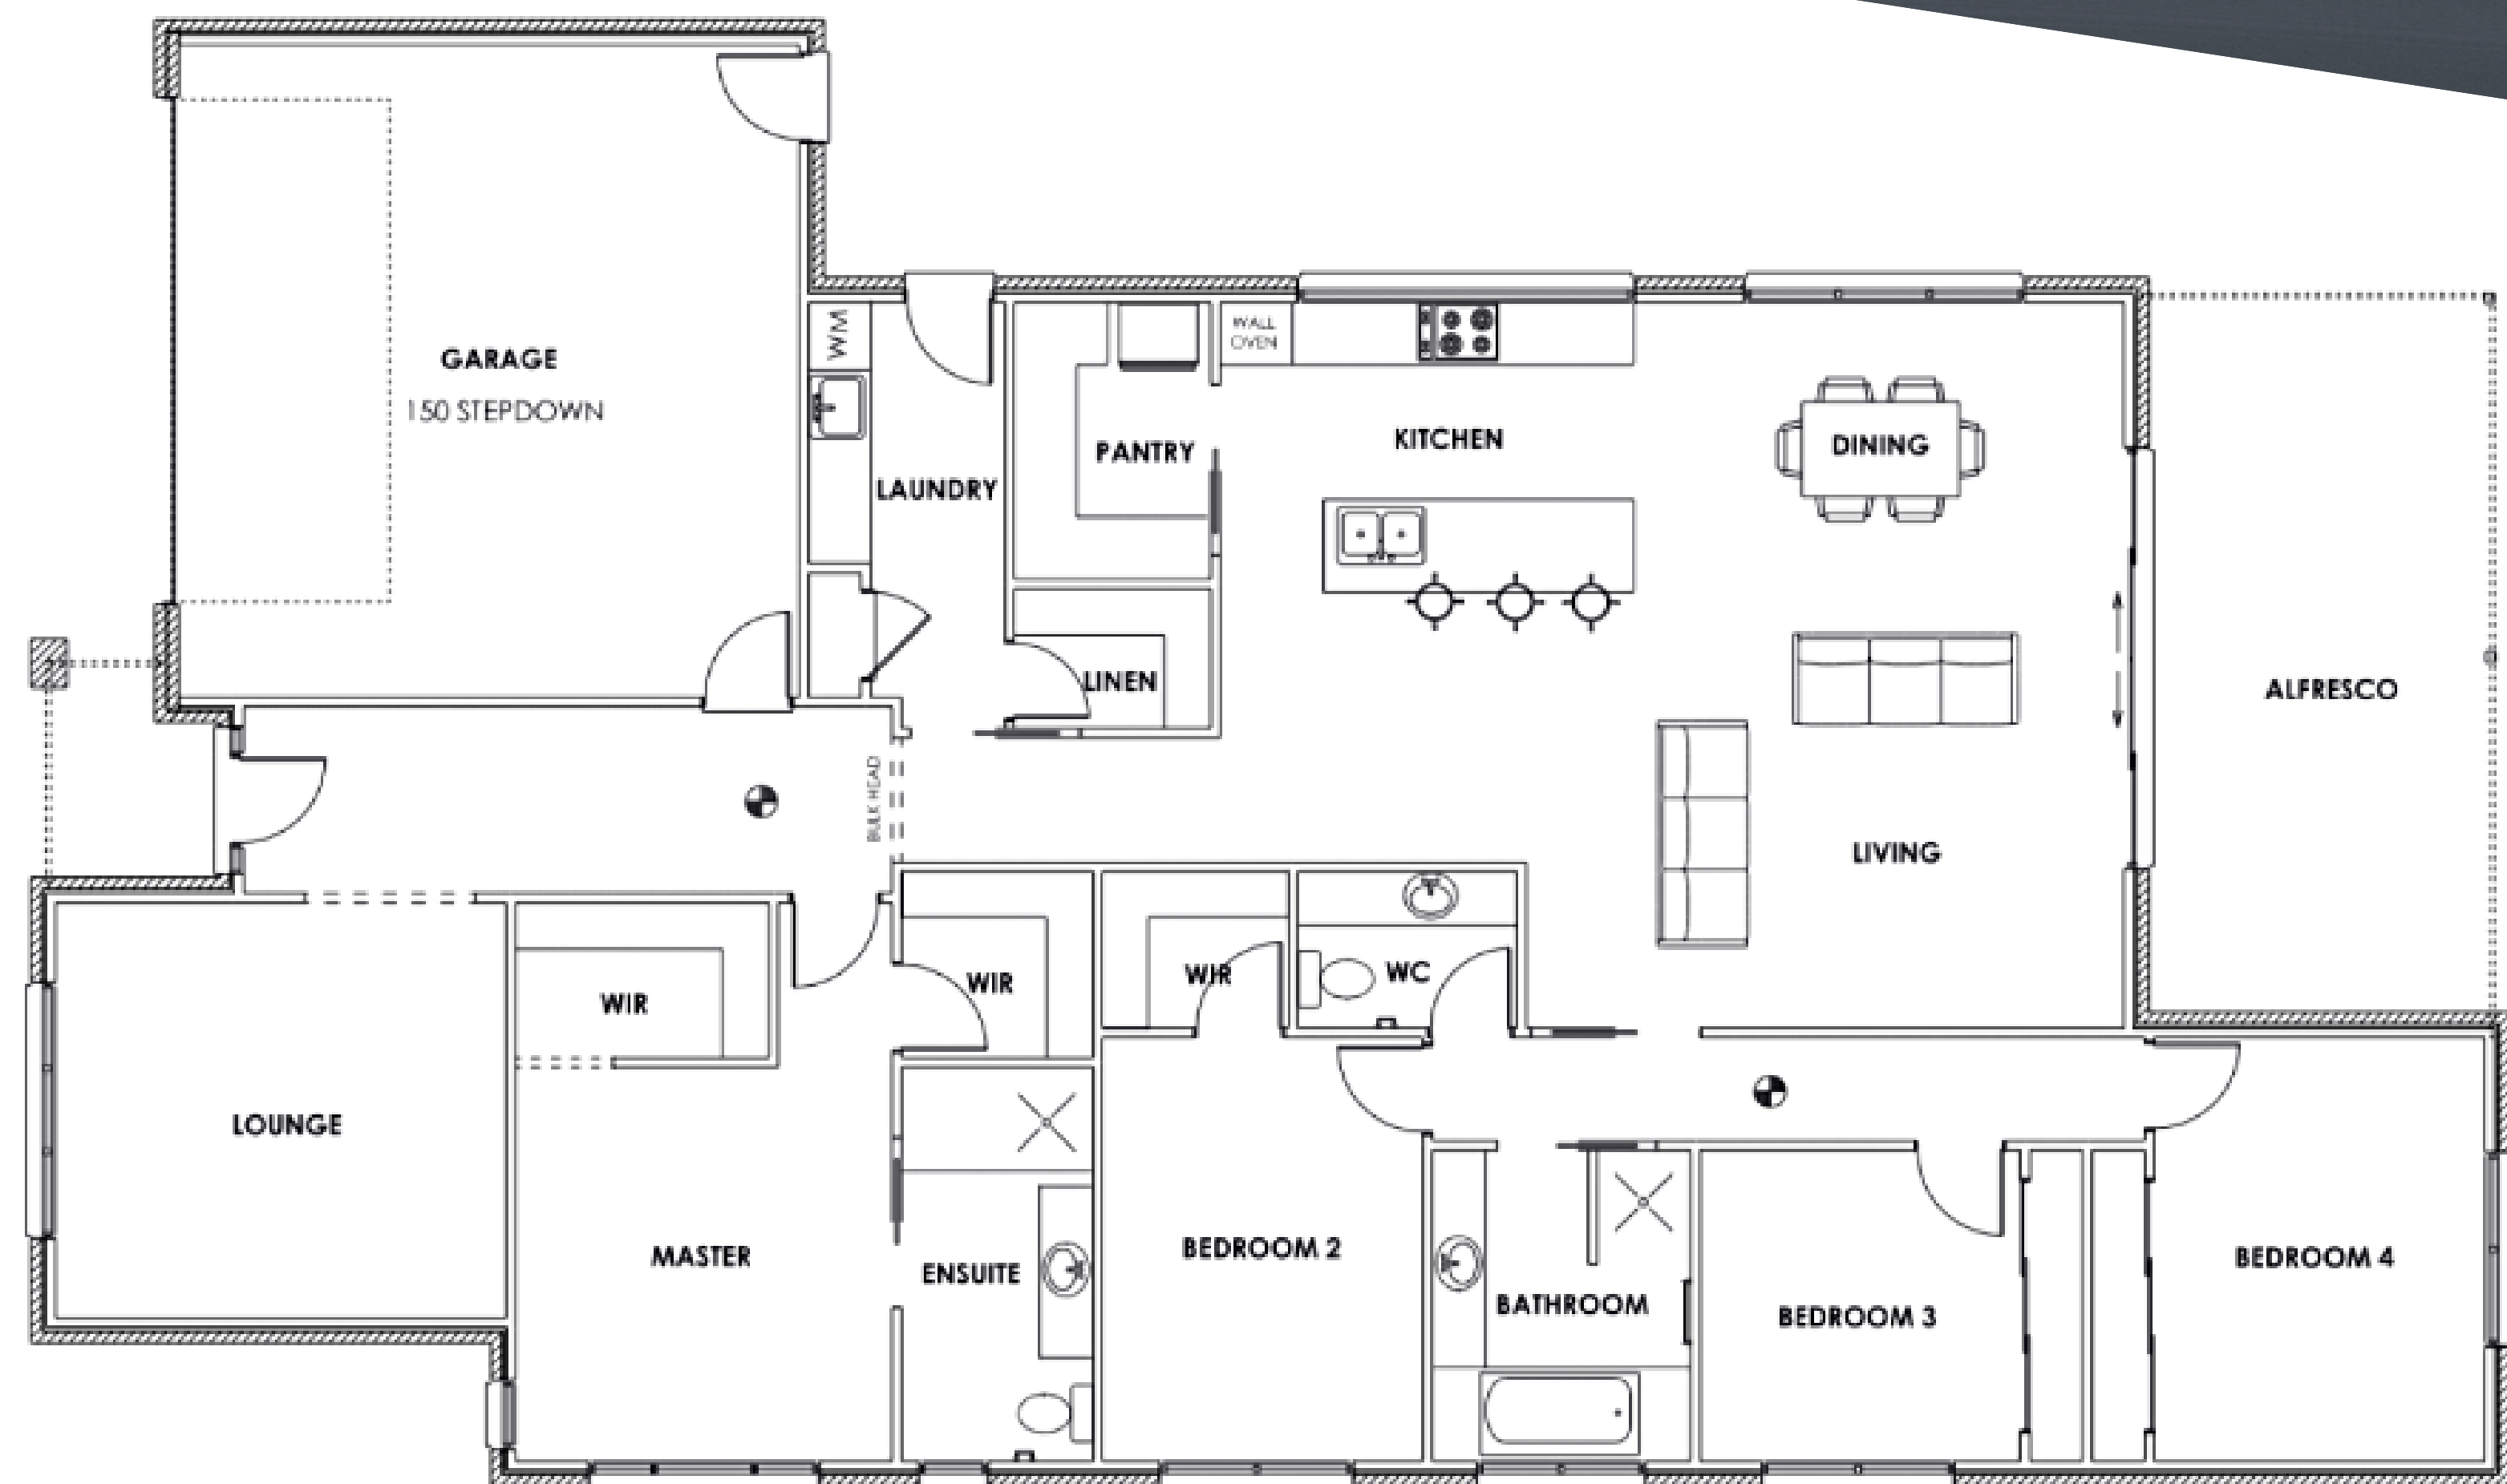 GARAGE
150 STEPDOWN
WM
LAUNDRY
PANTRY
WALL
OVEN
KITCHEN
DINING
LINEN
ALFRESCO
BULK HEAD
LIVING
WIR
WIR
WIR
WC
LOUNGE
MASTER
ENSUITE
BEDROOM 2
BATHROOM
BEDROOM 3
BEDROOM 4